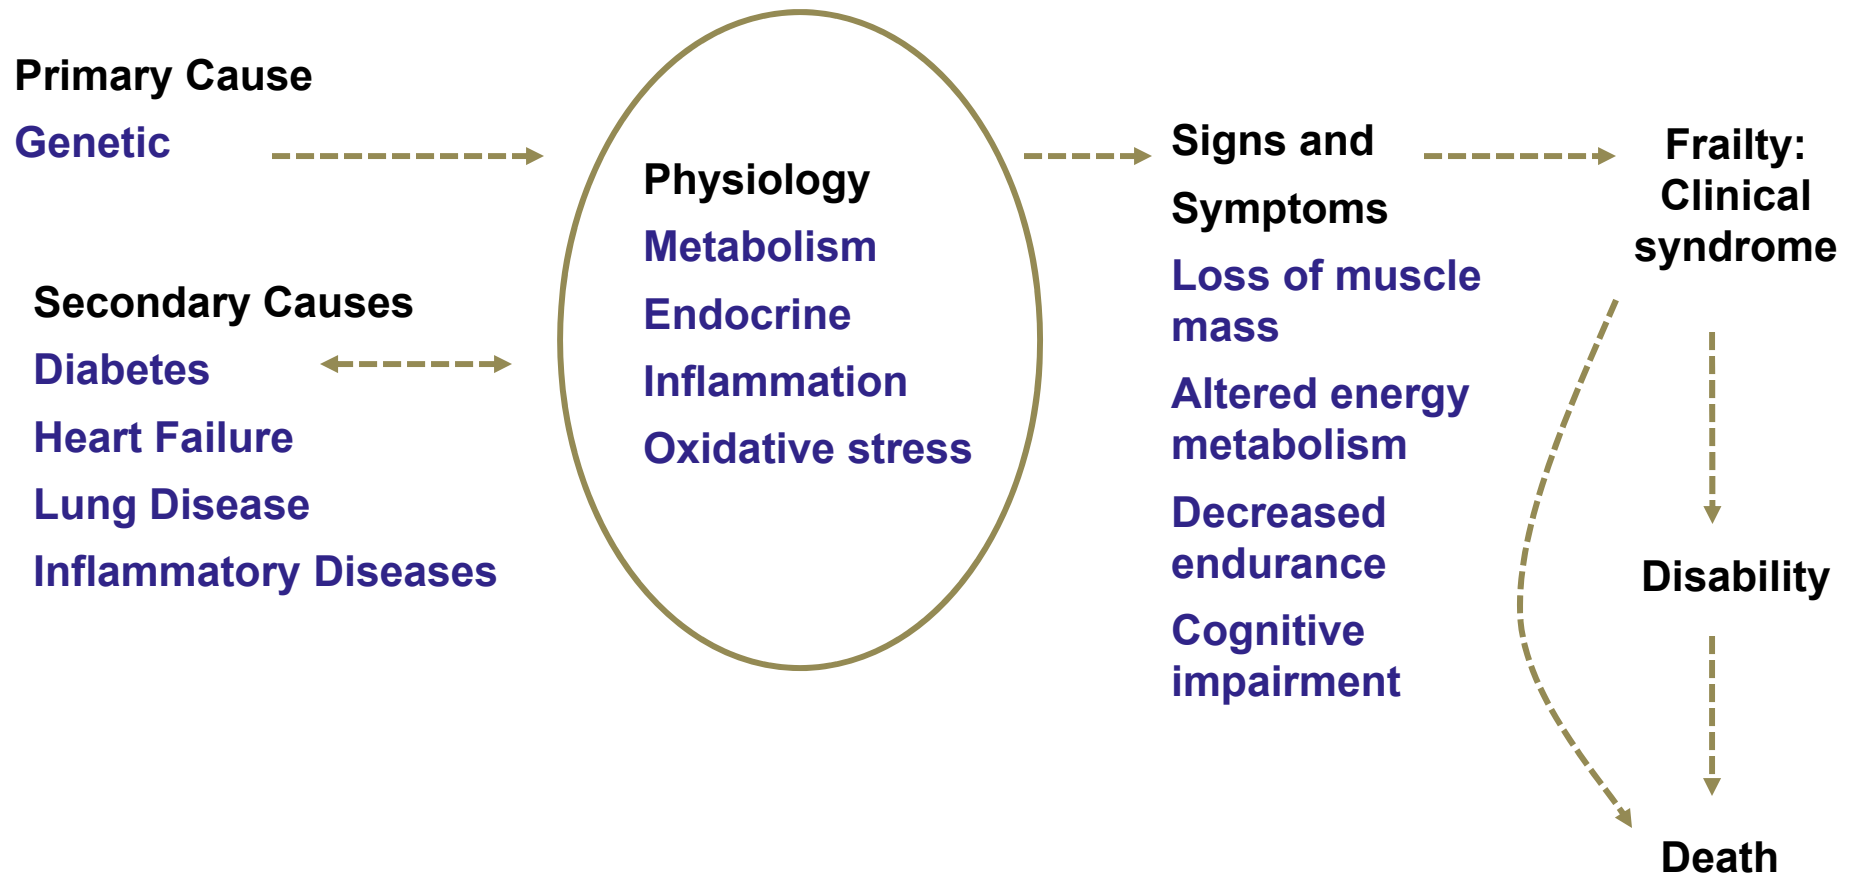 Primary Cause
Genetic
Secondary Causes
Diabetes
Heart Failure
Lung Disease
Inflammatory Diseases
Physiology
Metabolism
Endocrine
Inflammation
Oxidative stress
Signs and
Symptoms
Loss of muscle
mass
Altered energy
metabolism
Decreased
endurance
Cognitive
impairment
Frailty:
Clinical
syndrome
Disability
Death